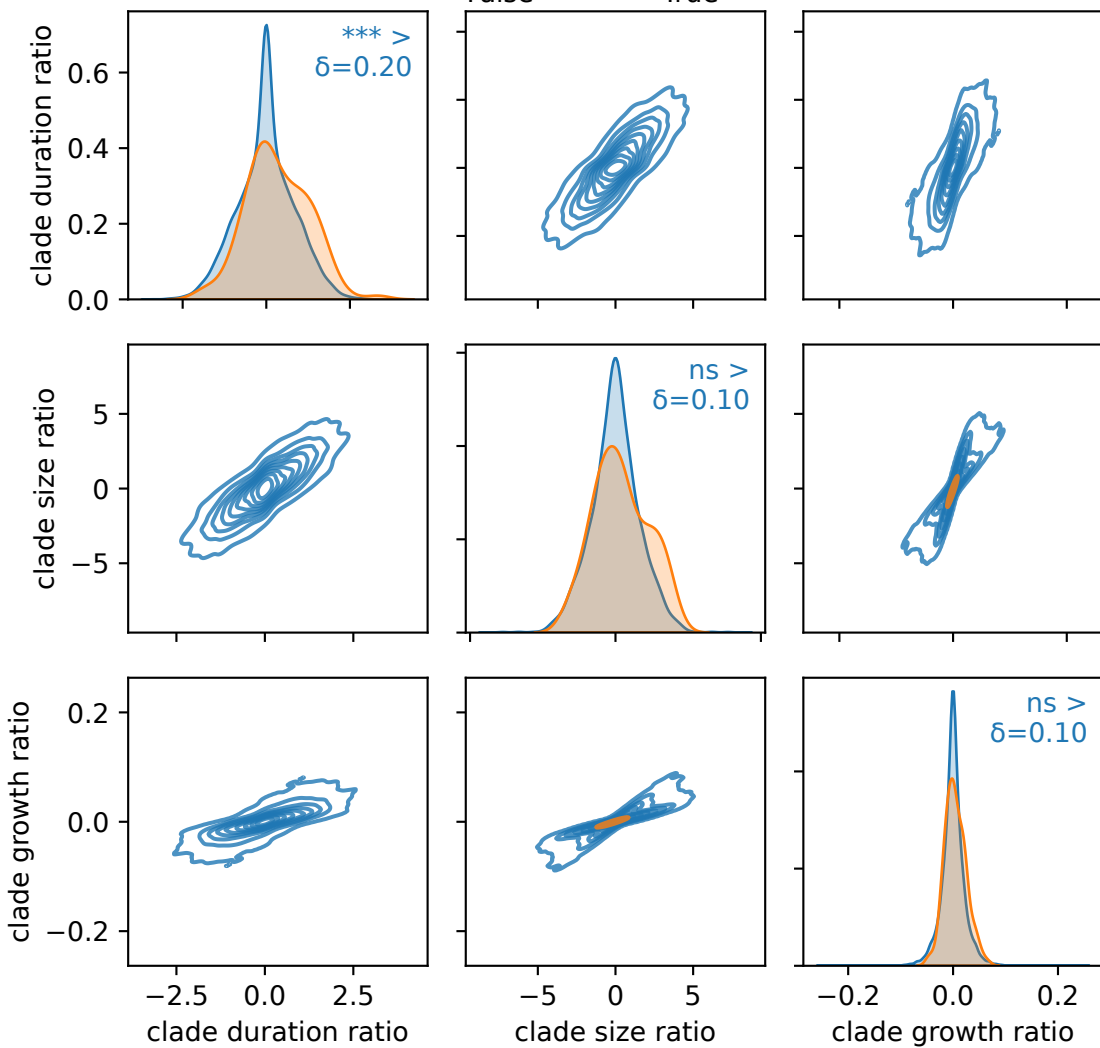 True
clade duration ratio
0.6
0.4
0.2
0.0
*** >
δ=0.20
clade size ratio
5
0
−5
ns >
δ=0.10
clade growth ratio
0.2
0.0
−0.2
ns >
δ=0.10
−2.5 0.0 2.5
−5 0 5
−0.2 0.0 0.2
clade duration ratio
clade size ratio
clade growth ratio